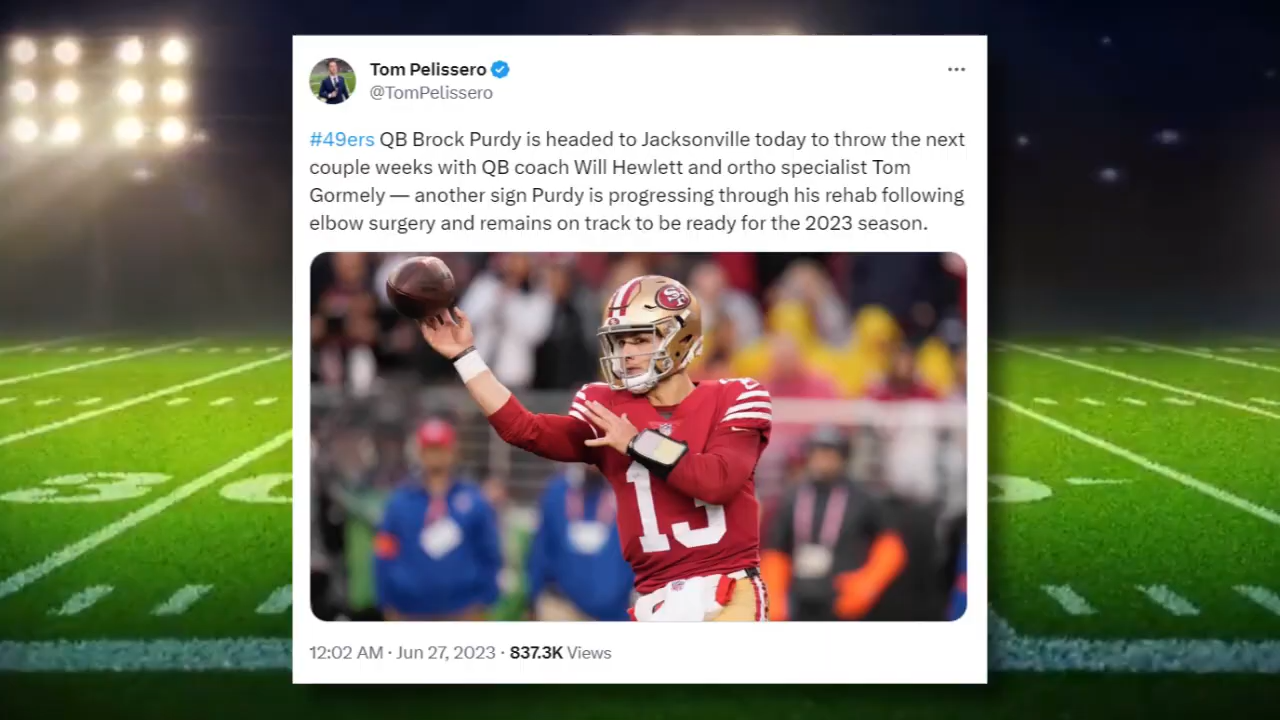 Tom Pelissero
@TomPelissero
#49ers QB Brock Purdy is headed to Jacksonville today to throw the next
couple weeks with QB coach Will Hewlett and ortho specialist Tom
Gormely — another sign Purdy is progressing through his rehab following
elbow surgery and remains on track to be ready for the 2023 season.
SF
13
12:02 AM · Jun 27, 2023 · 837.3K Views